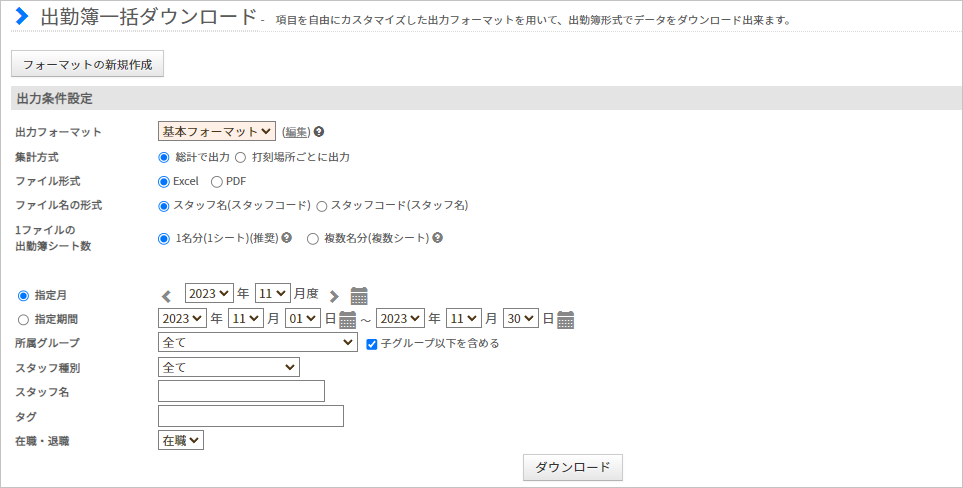 出勤簿一括ダウンロード - 項目を自由にカスタマイズした出力フォーマットを用いて、出勤簿形式でデータをダウンロード出来ます。
フォーマットの新規作成
出力条件設定
出力フォーマット 基本フォーマット (編集)
集計方式 総計で出力 打刻場所ごとに出力
ファイル形式 Excel PDF
ファイル名の形式 スタッフ名(スタッフコード) スタッフコード(スタッフ名)
1ファイルの
出勤簿シート数 1名分(1シート)(推奨) 複数名分(複数シート)
指定月 2023 年 11 月度
指定期間 2023 年 11 月 01 日 ～ 2023 年 11 月 30 日
所属グループ 全て 子グループ以下を含める
スタッフ種別 全て
スタッフ名
タグ
在職・退職 在職
ダウンロード